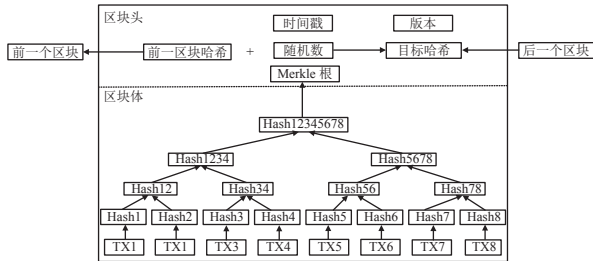 区块头
时间戳 版本
前一个区块 前一区块哈希 + 随机数 目标哈希 后一个区块
Merkle 根
区块体
Hash12345678
Hash1234 Hash5678
Hash12 Hash34 Hash56 Hash78
Hash1 Hash2 Hash3 Hash4 Hash5 Hash6 Hash7 Hash8
TX1 TX1 TX3 TX4 TX5 TX6 TX7 TX8